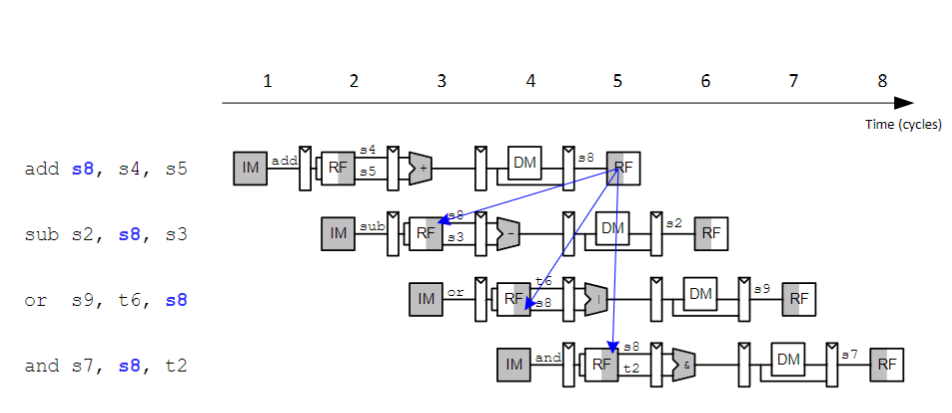 1 2 3 4 5 6 7 8
Time (cycles)
add s8, s4, s5 IM add RF s4 s5 + DM s8 RF
sub s2, s8, s3 IM sub RF s8 s3 - DM s2 RF
or s9, t6, s8 IM or RF t6 s8 | DM s9 RF
and s7, s8, t2 IM and RF s8 t2 & DM s7 RF